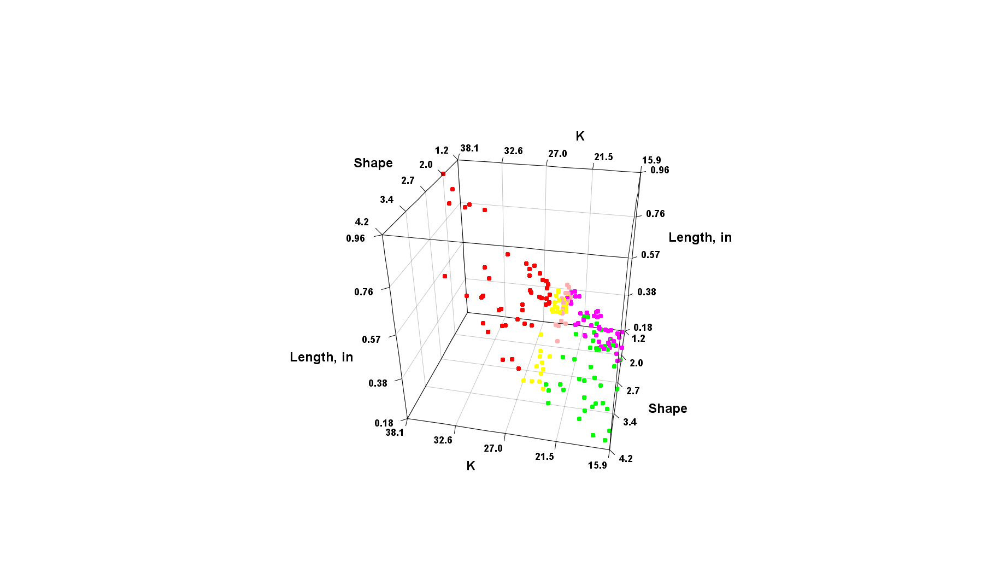 K
1.2 38.1 32.6 27.0 21.5 15.9
Shape 2.0 0.96
2.7
3.4 0.76
4.2
0.96 Length, in
0.57
0.76 0.38
0.57 0.18
1.2
Length, in 2.0
0.38 2.7
Shape
0.18 3.4
38.1 32.6 27.0 21.5 15.9 4.2
K